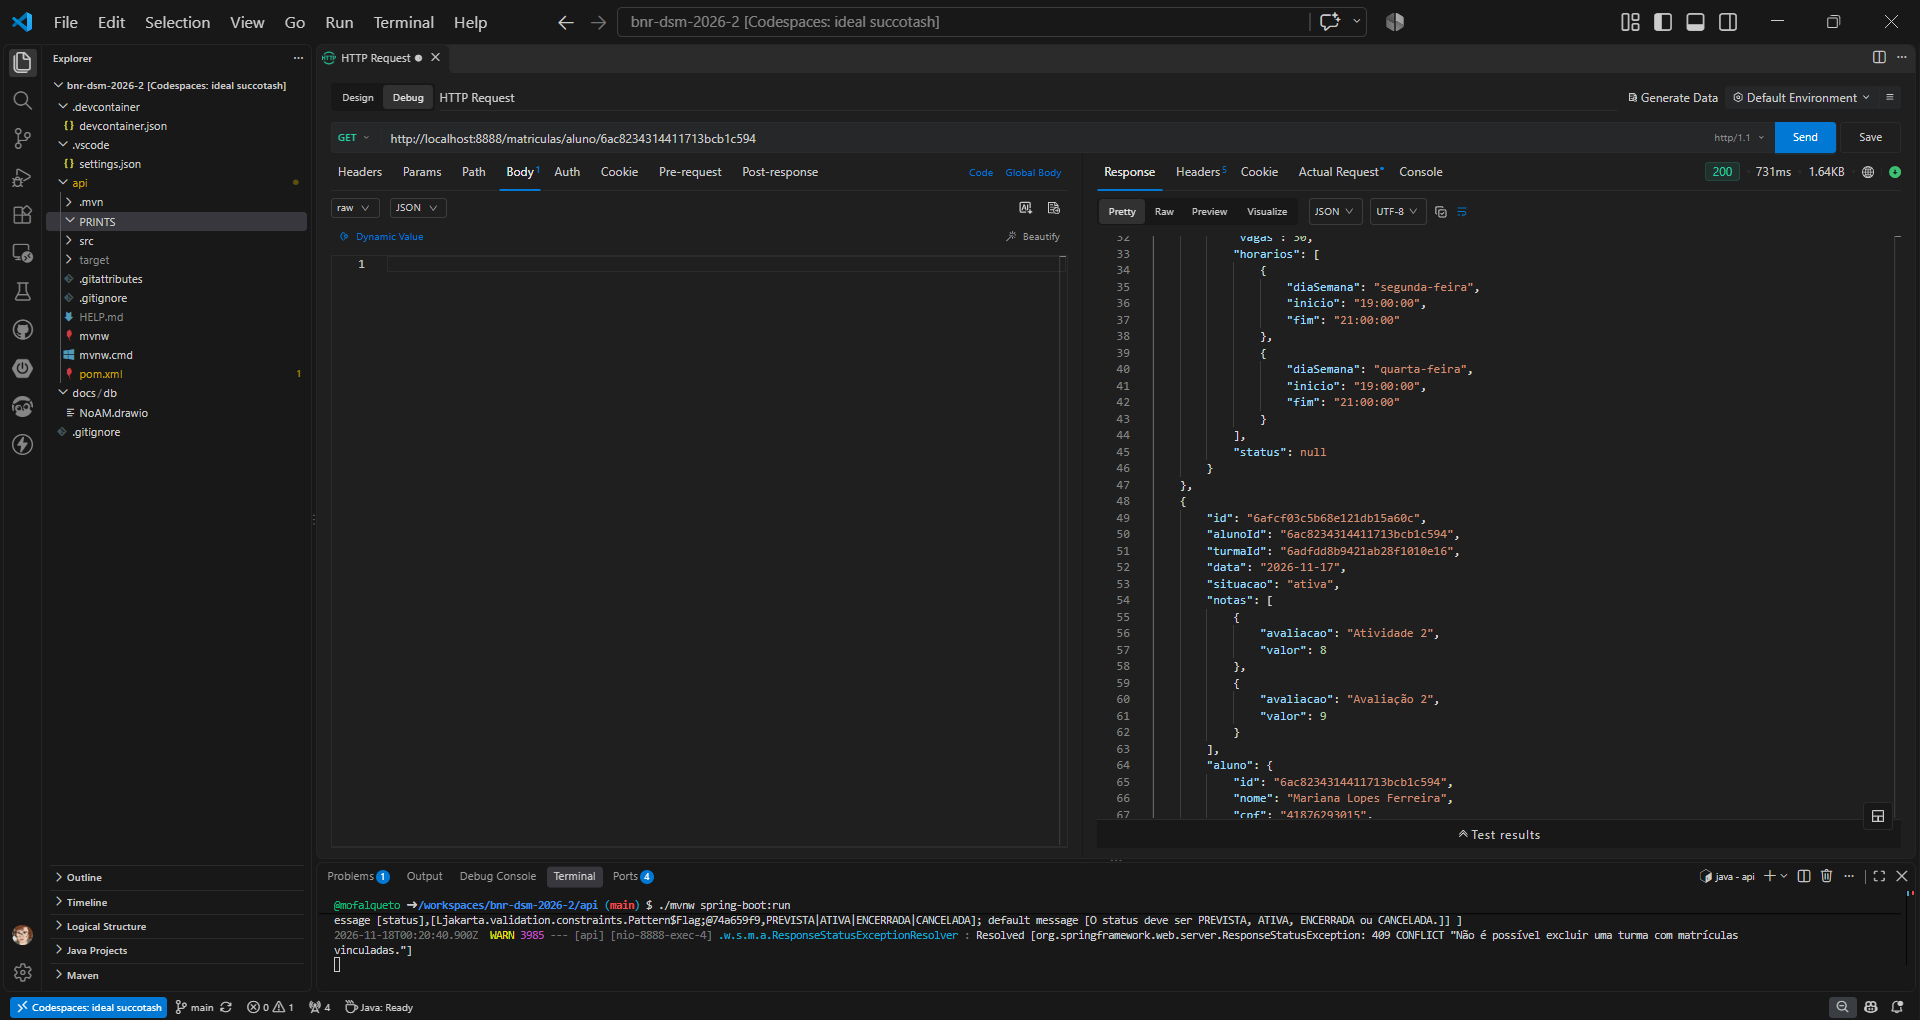 File Edit Selection View Go Run Terminal Help
bnr-dsm-2026-2 [Codespaces: ideal succotash]
Explorer
bnr-dsm-2026-2 [Codespaces: ideal succotash]
.devcontainer
{} devcontainer.json
.vscode
{} settings.json
api
.mvn
PRINTS
src
target
.gitattributes
.gitignore
HELP.md
mvnw
mvnw.cmd
pom.xml 1
docs / db
NoAM.drawio
.gitignore
Outline
Timeline
Logical Structure
Java Projects
Maven
HTTP Request
Design Debug HTTP Request
Generate Data Default Environment
GET http://localhost:8888/matriculas/aluno/6ac8234314411713bcb1c594 http/1.1 Send Save
Headers Params Path Body 1 Auth Cookie Pre-request Post-response Code Global Body
raw JSON
Dynamic Value Beautify
1
Response Headers 5 Cookie Actual Request Console 200 731ms 1.64KB
Pretty Raw Preview Visualize JSON UTF-8
32 "vagas": 30,
33 "horarios": [
34 {
35 "diaSemana": "segunda-feira",
36 "inicio": "19:00:00",
37 "fim": "21:00:00"
38 },
39 {
40 "diaSemana": "quarta-feira",
41 "inicio": "19:00:00",
42 "fim": "21:00:00"
43 }
44 ],
45 "status": null
46 }
47 },
48 {
49 "id": "6afcf03c5b68e121db15a60c",
50 "alunoId": "6ac8234314411713bcb1c594",
51 "turmaId": "6adfdd8b9421ab28f1010e16",
52 "data": "2026-11-17",
53 "situacao": "ativa",
54 "notas": [
55 {
56 "avaliacao": "Atividade 2",
57 "valor": 8
58 },
59 {
60 "avaliacao": "Avaliação 2",
61 "valor": 9
62 }
63 ],
64 "aluno": {
65 "id": "6ac8234314411713bcb1c594",
66 "nome": "Mariana Lopes Ferreira",
67 "cpf": "41876293015",
Test results
Problems 1 Output Debug Console Terminal Ports 4 java - api
@mofalqueto ➜ /workspaces/bnr-dsm-2026-2/api (main) $ ./mvnw spring-boot:run
essage [status],[Ljakarta.validation.constraints.Pattern$Flag;@74a659f9,PREVISTA|ATIVA|ENCERRADA|CANCELADA]; default message [O status deve ser PREVISTA, ATIVA, ENCERRADA ou CANCELADA.]] ]
2026-11-18T00:20:40.900Z WARN 3985 --- [api] [nio-8888-exec-4] .w.s.m.a.ResponseStatusExceptionResolver : Resolved [org.springframework.web.server.ResponseStatusException: 409 CONFLICT "Não é possível excluir uma turma com matrículas
vinculadas."]
Codespaces: ideal succotash main 0 1 4 Java: Ready